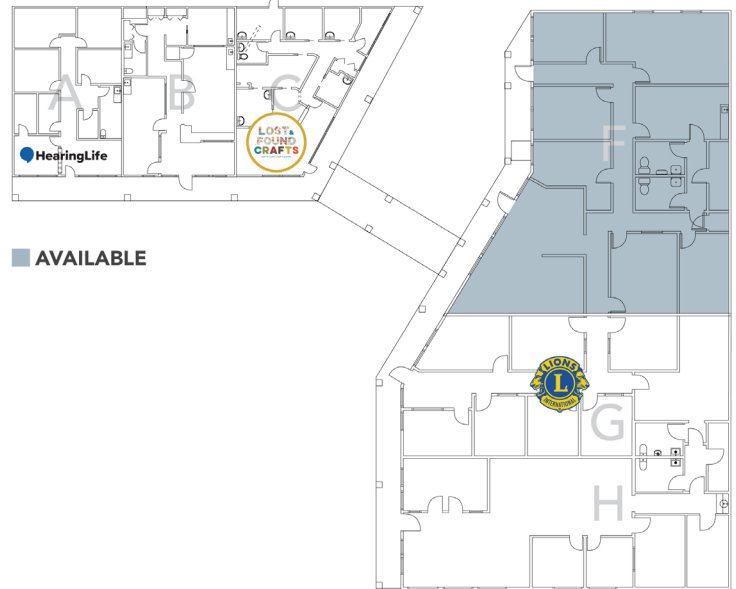 A
B
C
F
HearingLife
LOST &
FOUND
CRAFTS
AVAILABLE
LIONS
L
INTERNATIONAL
G
H